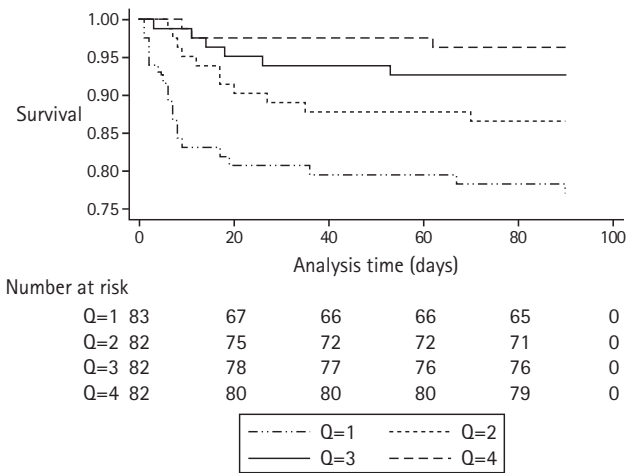 1.00
0.95
0.90
Survival
0.85
0.80
0.75
0 20 40 60 80 100
Analysis time (days)
Number at risk
Q=1 83 67 66 66 65 0
Q=2 82 75 72 72 71 0
Q=3 82 78 77 76 76 0
Q=4 82 80 80 80 79 0
Q=1 Q=2
Q=3 Q=4